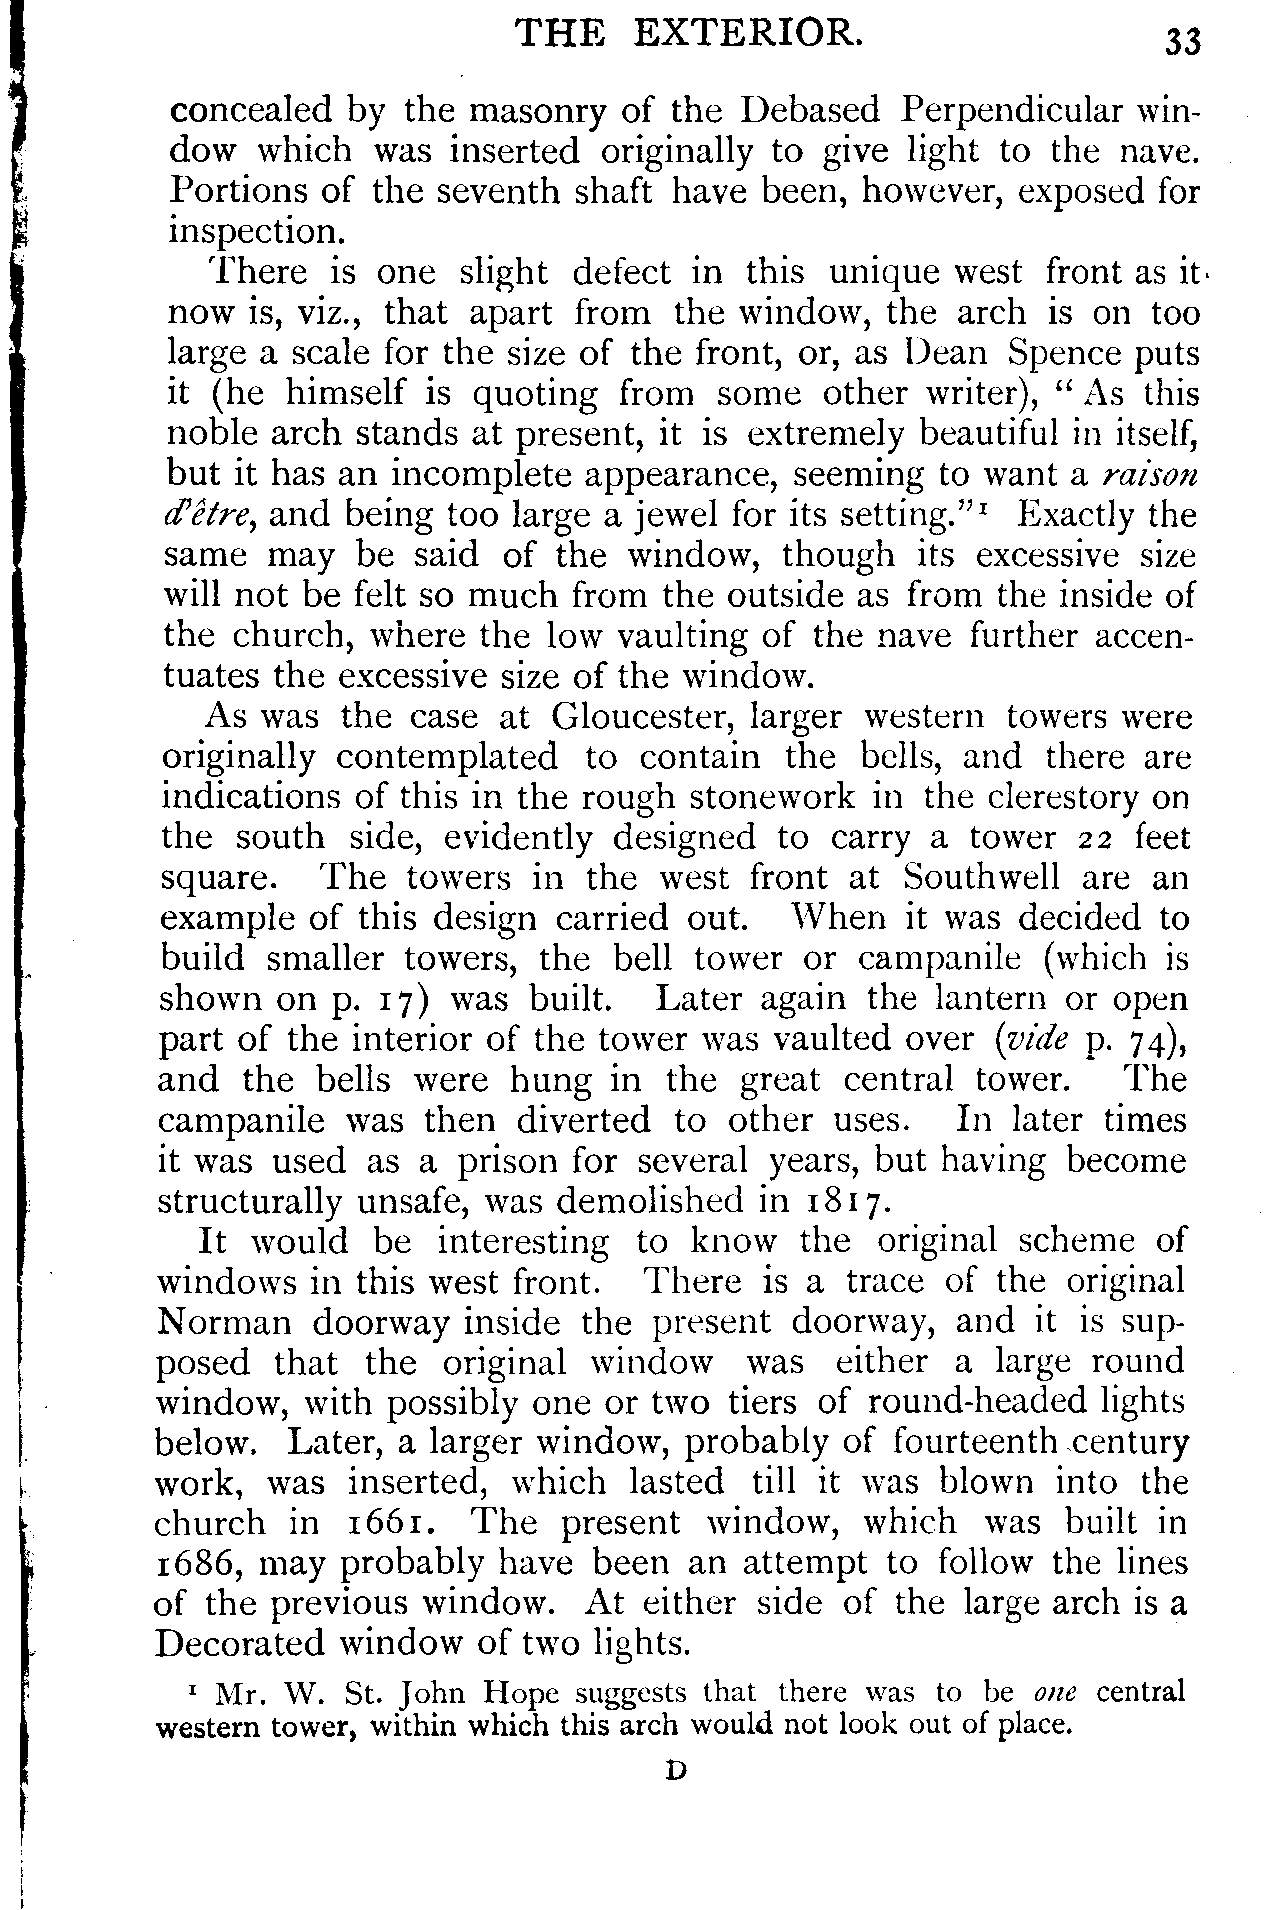 THE EXTERIOR. 33
concealed by the masonry of the Debased Perpendicular win-
dow which was inserted originally to give light to the nave.
Portions of the seventh shaft have been, however, exposed for
inspection.
There is one slight defect in this unique west front as it
now is, viz., that apart from the window, the arch is on too
large a scale for the size of the front, or, as Dean Spence puts
it (he himself is quoting from some other writer), “ As this
noble arch stands at present, it is extremely beautiful in itself,
but it has an incomplete appearance, seeming to want a raison
d'être, and being too large a jewel for its setting.”¹ Exactly the
same may be said of the window, though its excessive size
will not be felt so much from the outside as from the inside of
the church, where the low vaulting of the nave further accen-
tuates the excessive size of the window.
As was the case at Gloucester, larger western towers were
originally contemplated to contain the bells, and there are
indications of this in the rough stonework in the clerestory on
the south side, evidently designed to carry a tower 22 feet
square. The towers in the west front at Southwell are an
example of this design carried out. When it was decided to
build smaller towers, the bell tower or campanile (which is
shown on p. 17) was built. Later again the lantern or open
part of the interior of the tower was vaulted over (vide p. 74),
and the bells were hung in the great central tower. The
campanile was then diverted to other uses. In later times
it was used as a prison for several years, but having become
structurally unsafe, was demolished in 1817.
It would be interesting to know the original scheme of
windows in this west front. There is a trace of the original
Norman doorway inside the present doorway, and it is sup-
posed that the original window was either a large round
window, with possibly one or two tiers of round-headed lights
below. Later, a larger window, probably of fourteenth century
work, was inserted, which lasted till it was blown into the
church in 1661. The present window, which was built in
1686, may probably have been an attempt to follow the lines
of the previous window. At either side of the large arch is a
Decorated window of two lights.
¹ Mr. W. St. John Hope suggests that there was to be one central
western tower, within which this arch would not look out of place.
D